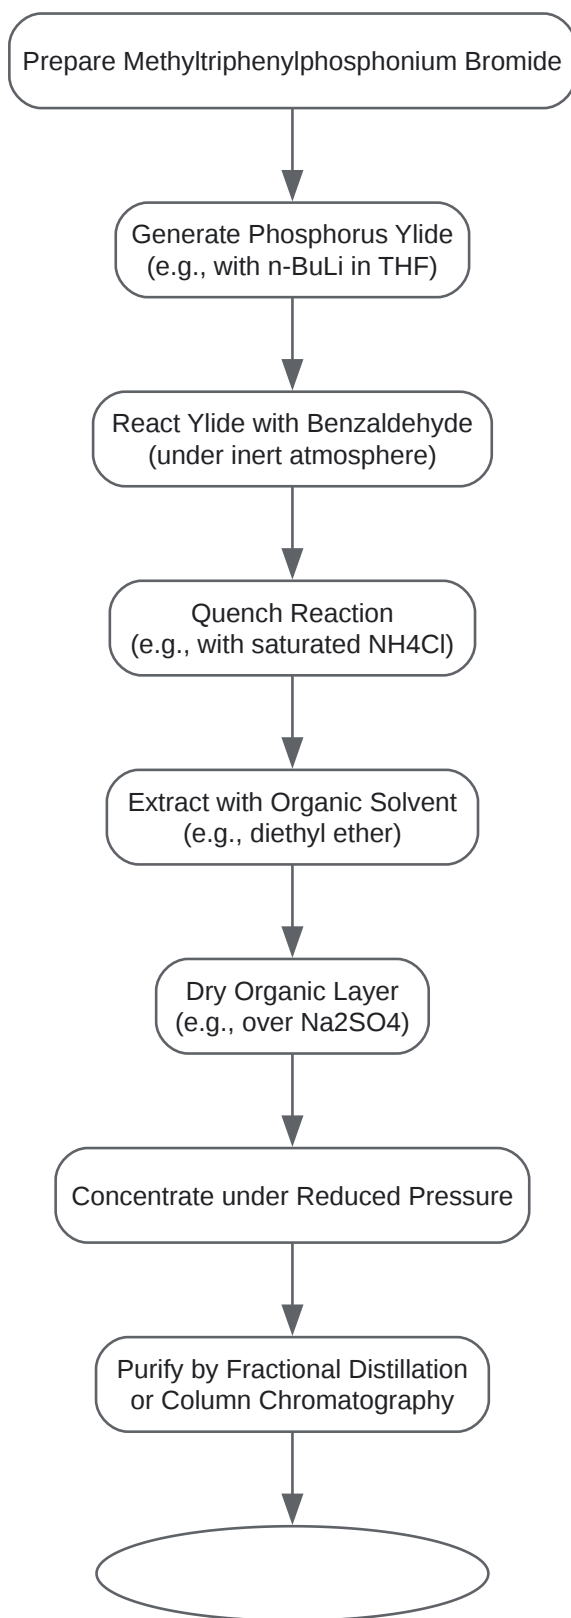 Prepare Methyltriphenylphosphonium Bromide
Generate Phosphorus Ylide
(e.g., with n-BuLi in THF)
React Ylide with Benzaldehyde
(under inert atmosphere)
Quench Reaction
(e.g., with saturated NH4Cl)
Extract with Organic Solvent
(e.g., diethyl ether)
Dry Organic Layer
(e.g., over Na2SO4)
Concentrate under Reduced Pressure
Purify by Fractional Distillation
or Column Chromatography